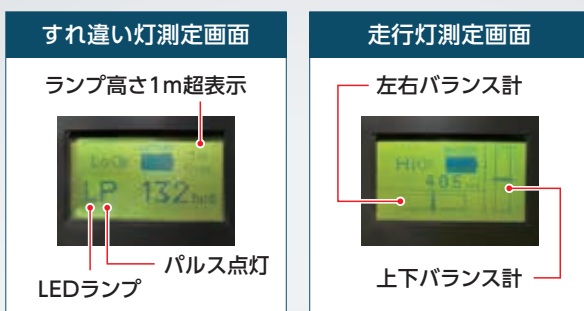 すれ違い灯測定画面
ランプ高さ1m超表示
LP 132
LEDランプ
パルス点灯
走行灯測定画面
左右バランス計
405
上下バランス計